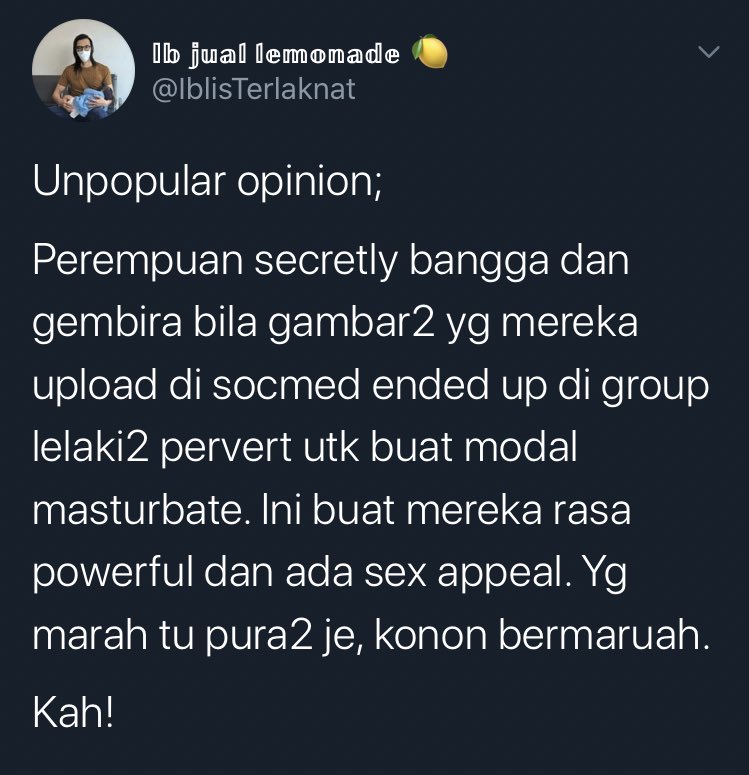 Ib jual lemonade 🍋
@IblisTerlaknat
Unpopular opinion;
Perempuan secretly bangga dan
gembira bila gambar2 yg mereka
upload di socmed ended up di group
lelaki2 pervert utk buat modal
masturbate. Ini buat mereka rasa
powerful dan ada sex appeal. Yg
marah tu pura2 je, konon bermaruah.
Kah!